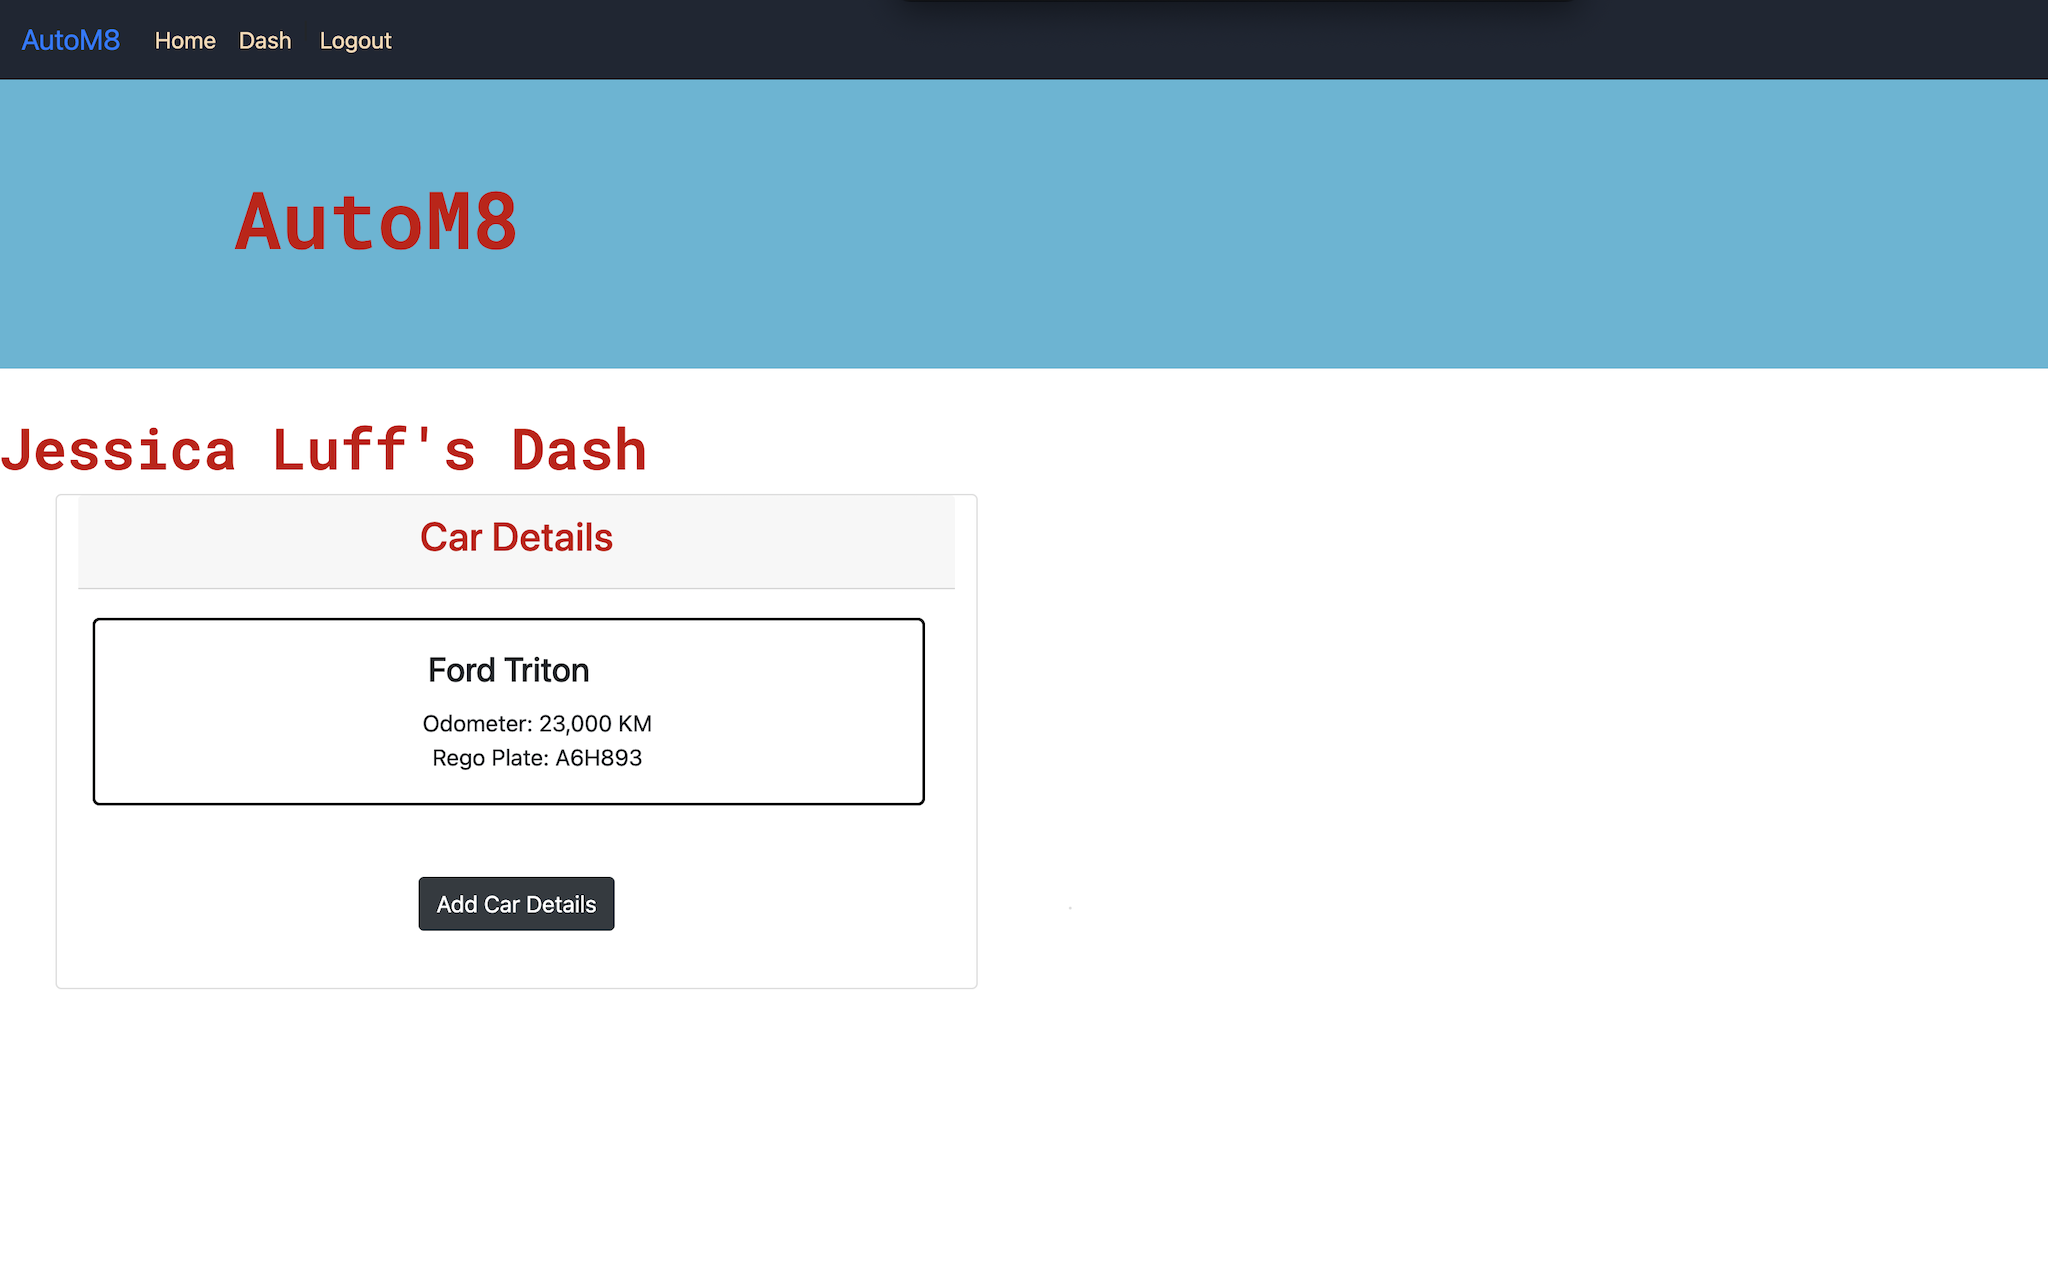 AutoM8 Home Dash Logout
AutoM8
Jessica Luff's Dash
Car Details
Ford Triton
Odometer: 23,000 KM
Rego Plate: A6H893
Add Car Details